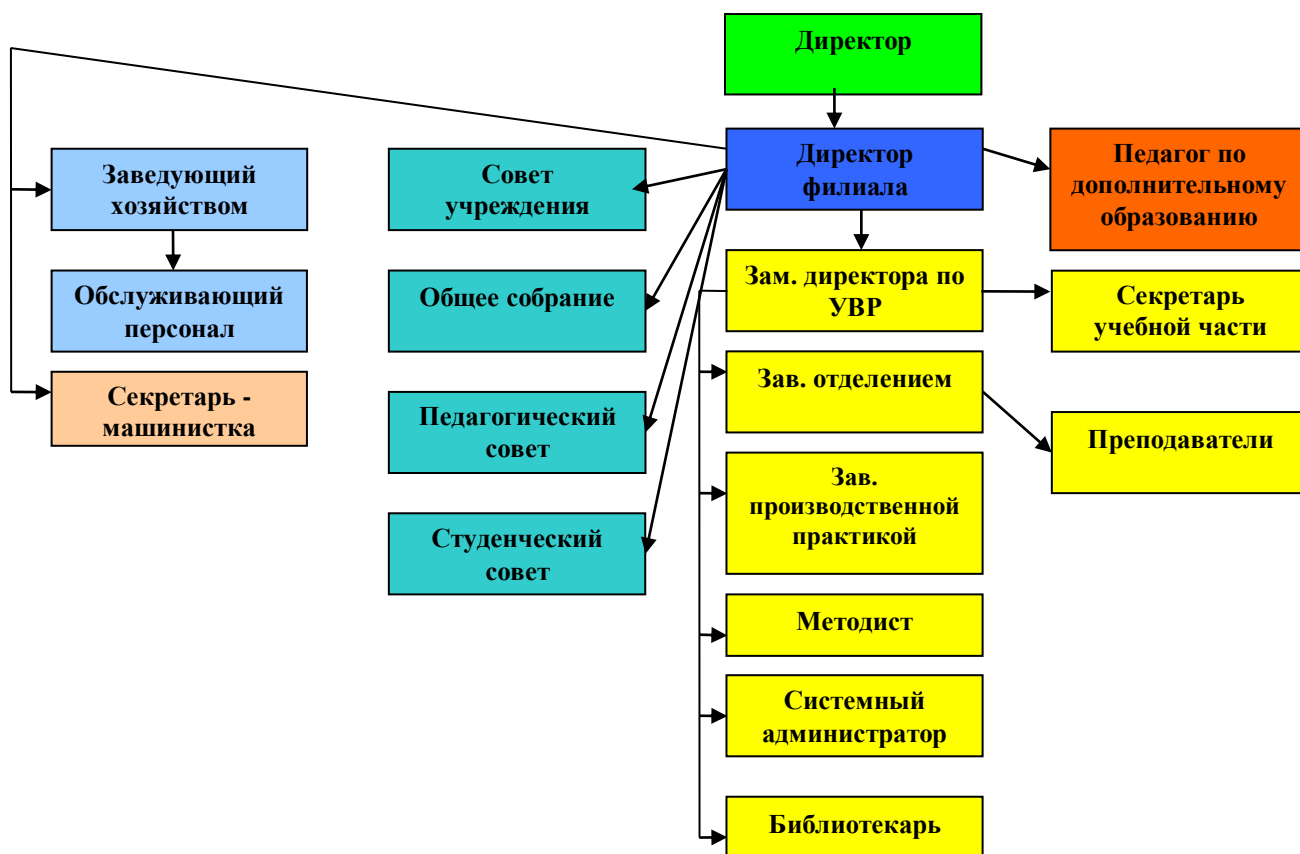 Директор
Директор
филиала
Педагог по
дополнительному
образованию
Заведующий
хозяйством
Совет
учреждения
Зам. директора по
УВР
Секретарь
учебной части
Обслуживающий
персонал
Общее собрание
Зав. отделением
Секретарь -
машинистка
Педагогический
совет
Преподаватели
Зав.
производственной
практикой
Студенческий
совет
Методист
Системный
администратор
Библиотекарь